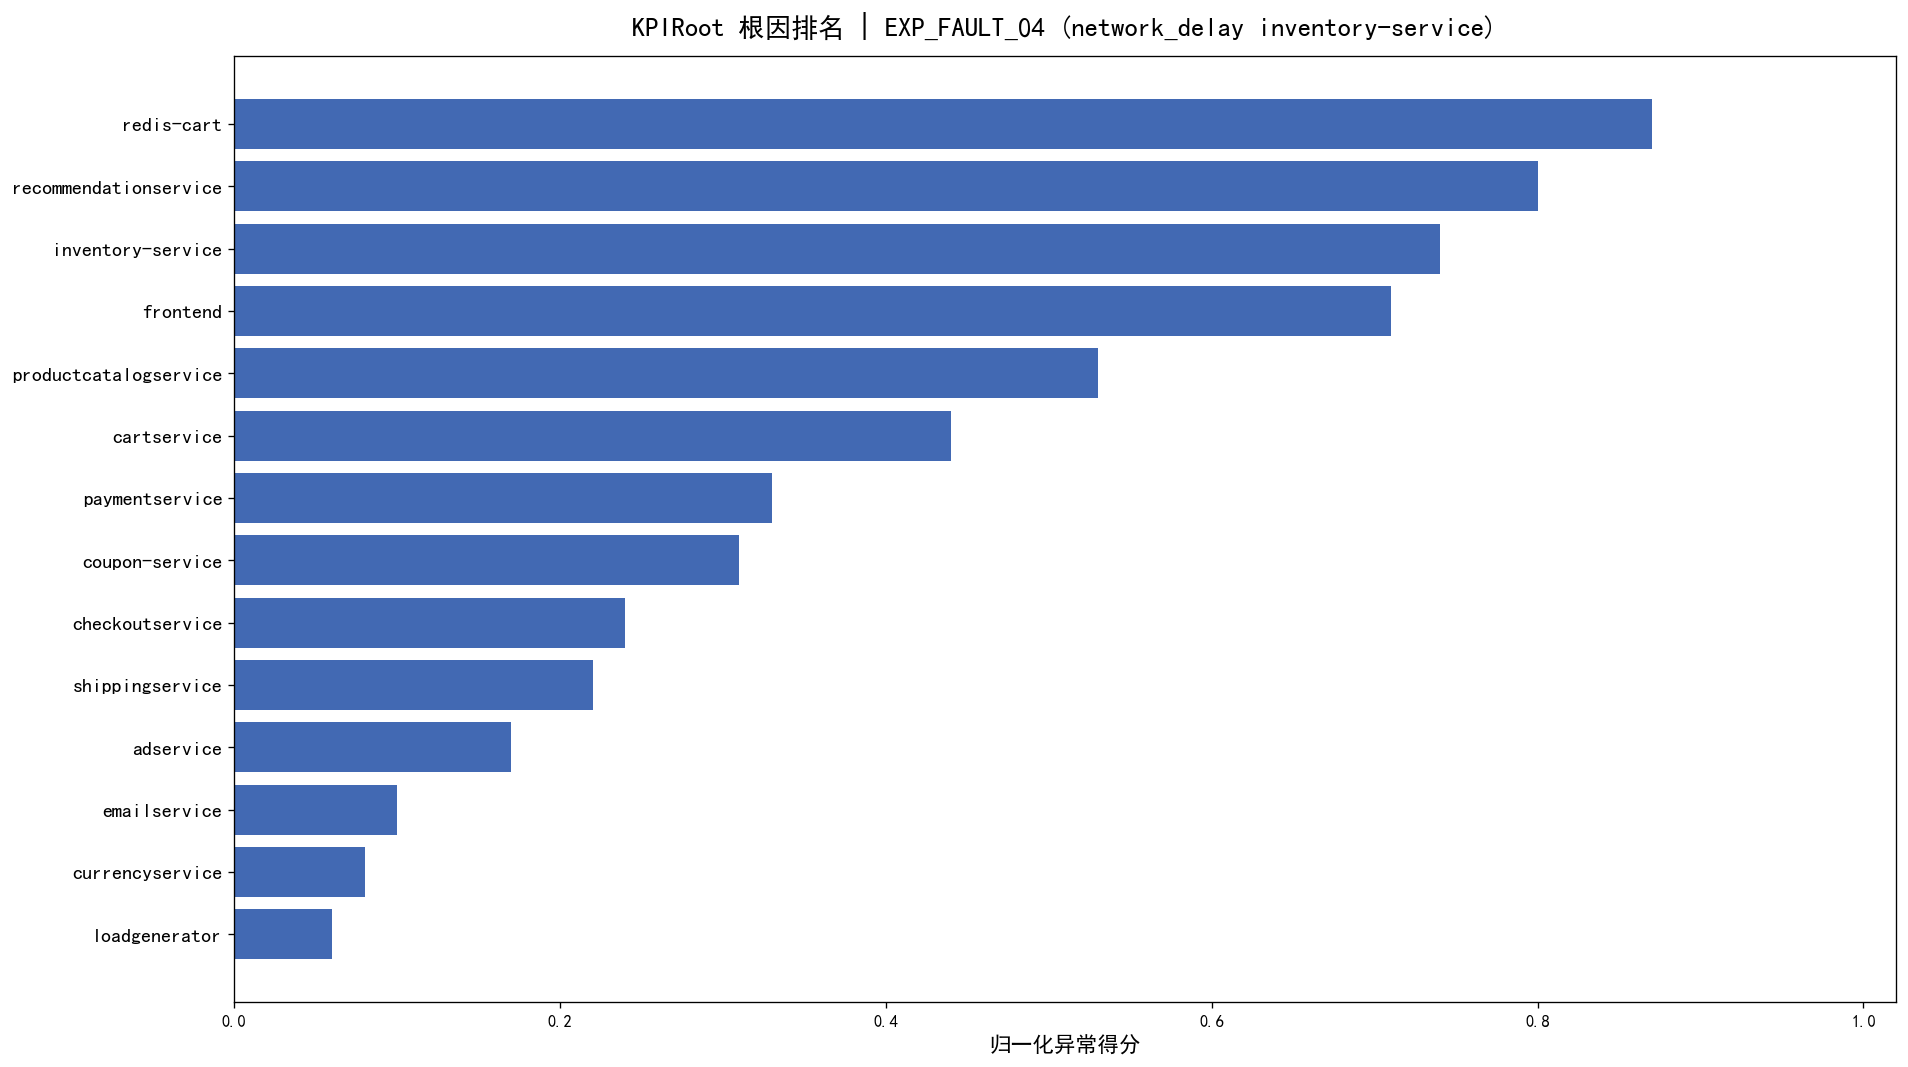 KPIRoot 根因排名 | EXP_FAULT_04 (network_delay inventory-service)
redis-cart
recommendationservice
inventory-service
frontend
productcatalogservice
cartservice
paymentservice
coupon-service
checkoutservice
shippingservice
adservice
emailservice
currencyservice
loadgenerator
0.0 0.2 0.4 0.6 0.8 1.0
归一化异常得分